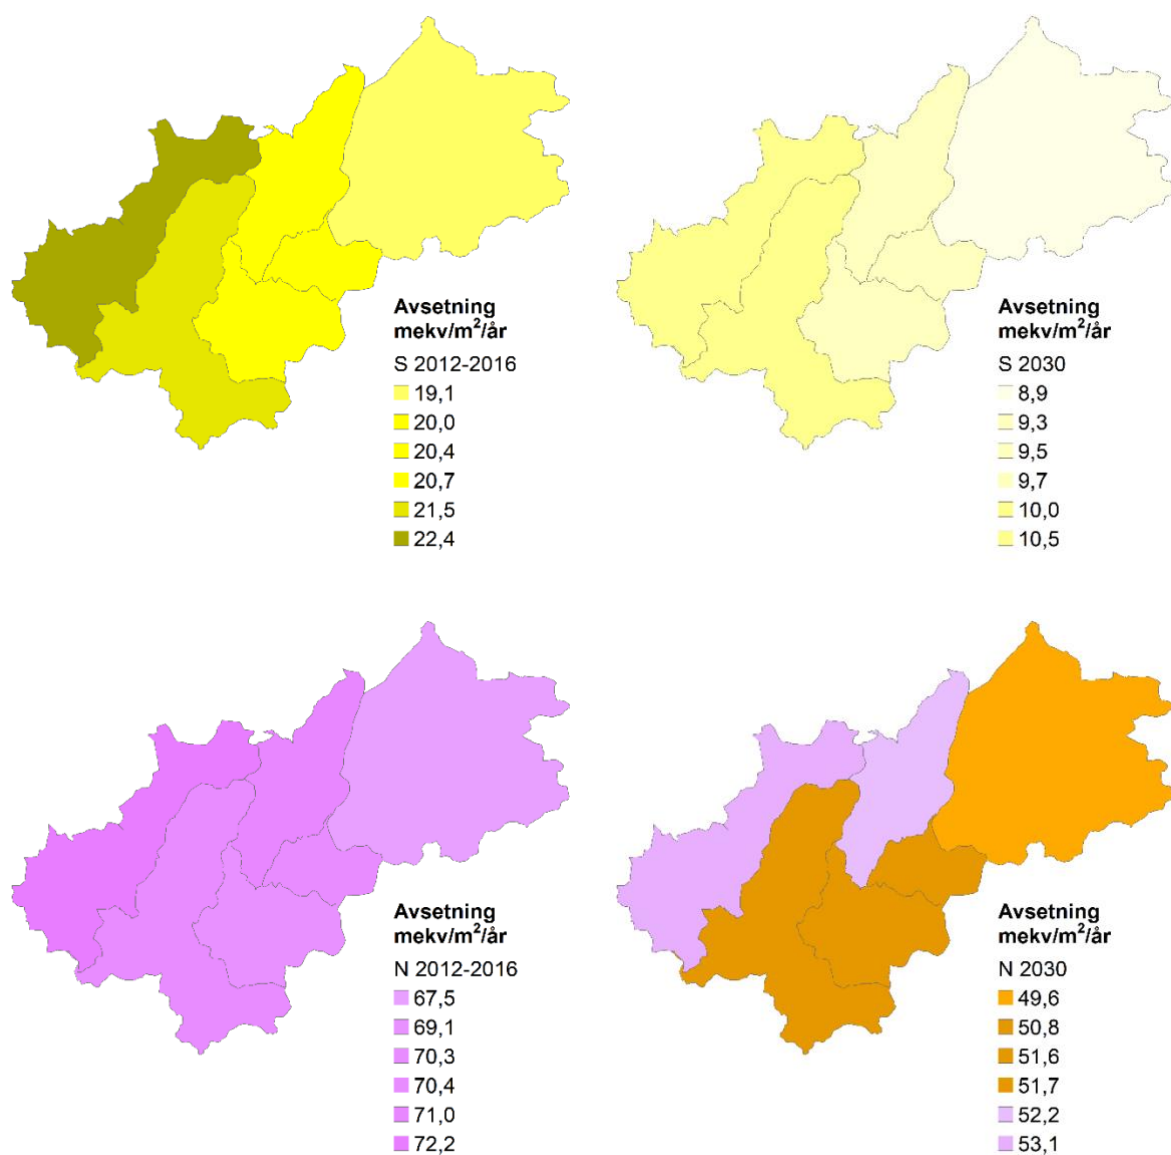 Avsetning
mekv/m²/år
S 2012-2016
19,1
20,0
20,4
20,7
21,5
22,4
Avsetning
mekv/m²/år
S 2030
8,9
9,3
9,5
9,7
10,0
10,5
Avsetning
mekv/m²/år
N 2012-2016
67,5
69,1
70,3
70,4
71,0
72,2
Avsetning
mekv/m²/år
N 2030
49,6
50,8
51,6
51,7
52,2
53,1